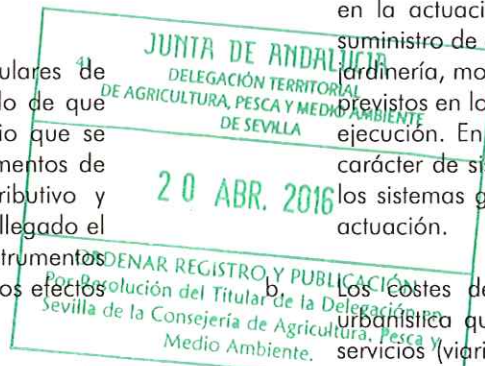 ulares de
lo de que
io que se
mentos de
ributivo y
llegado el
trumentos
os efectos
41
JUNTA DE ANDALUCIA
DELEGACIÓN TERRITORIAL
DE AGRICULTURA, PESCA Y MEDIO AMBIENTE
DE SEVILLA
20 ABR. 2016
ORDENAR REGISTRO Y PUBLICACIÓN
Por Resolución del Titular de la Delegación en
Sevilla de la Consejería de Agricultura, Pesca y
Medio Ambiente.
en la actuaci
suministro de
jardinería, mo
previstos en lo
ejecución. En
carácter de si
los sistemas g
actuación.
b. Los costes de
urbanística qu
servicios (viari